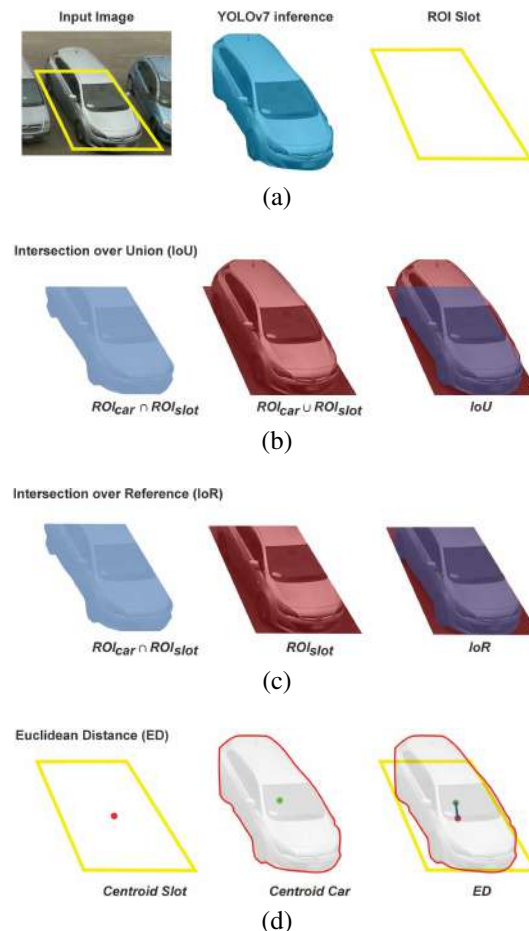 Input Image YOLOv7 inference ROI Slot
(a)
Intersection over Union (IoU)
ROIcar ∩ ROIslot ROIcar ∪ ROIslot IoU
(b)
Intersection over Reference (IoR)
ROIcar ∩ ROIslot ROIslot IoR
(c)
Euclidean Distance (ED)
Centroid Slot Centroid Car ED
(d)